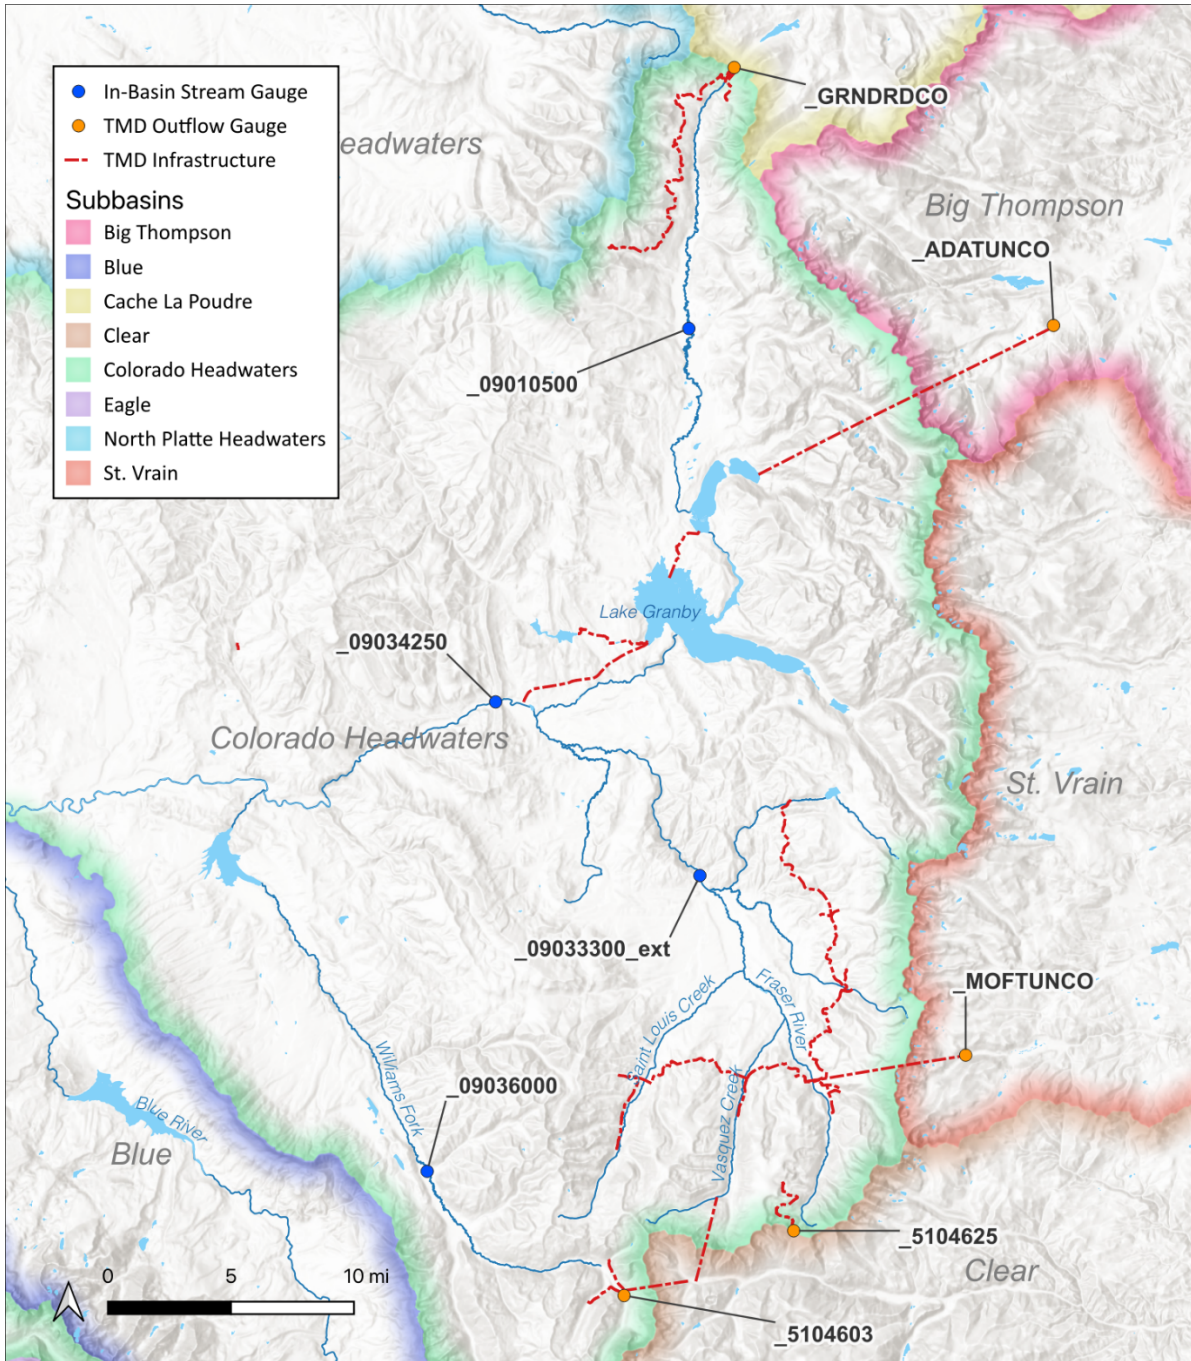 In-Basin Stream Gauge
TMD Outflow Gauge
TMD Infrastructure
Subbasins
Big Thompson
Blue
Cache La Poudre
Clear
Colorado Headwaters
Eagle
North Platte Headwaters
St. Vrain
_GRNDRDCO
eadwaters
Big Thompson
_ADATUNCO
_09010500
Lake Granby
_09034250
Colorado Headwaters
St. Vrain
_09033300_ext
_MOFTUNCO
Saint Louis Creek
Fraser River
Williams Fork
_09036000
Vasquez Creek
Blue River
Blue
_5104625
Clear
0 5 10 mi
_5104603